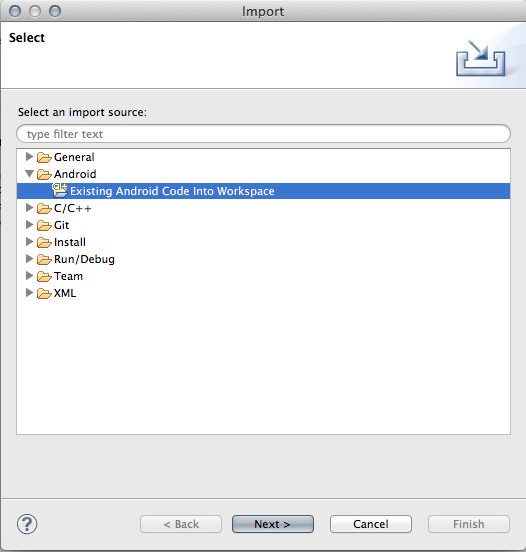 Import
Select
Select an import source:
type filter text
General
Android
Existing Android Code Into Workspace
C/C++
Git
Install
Run/Debug
Team
XML
? < Back Next > Cancel Finish